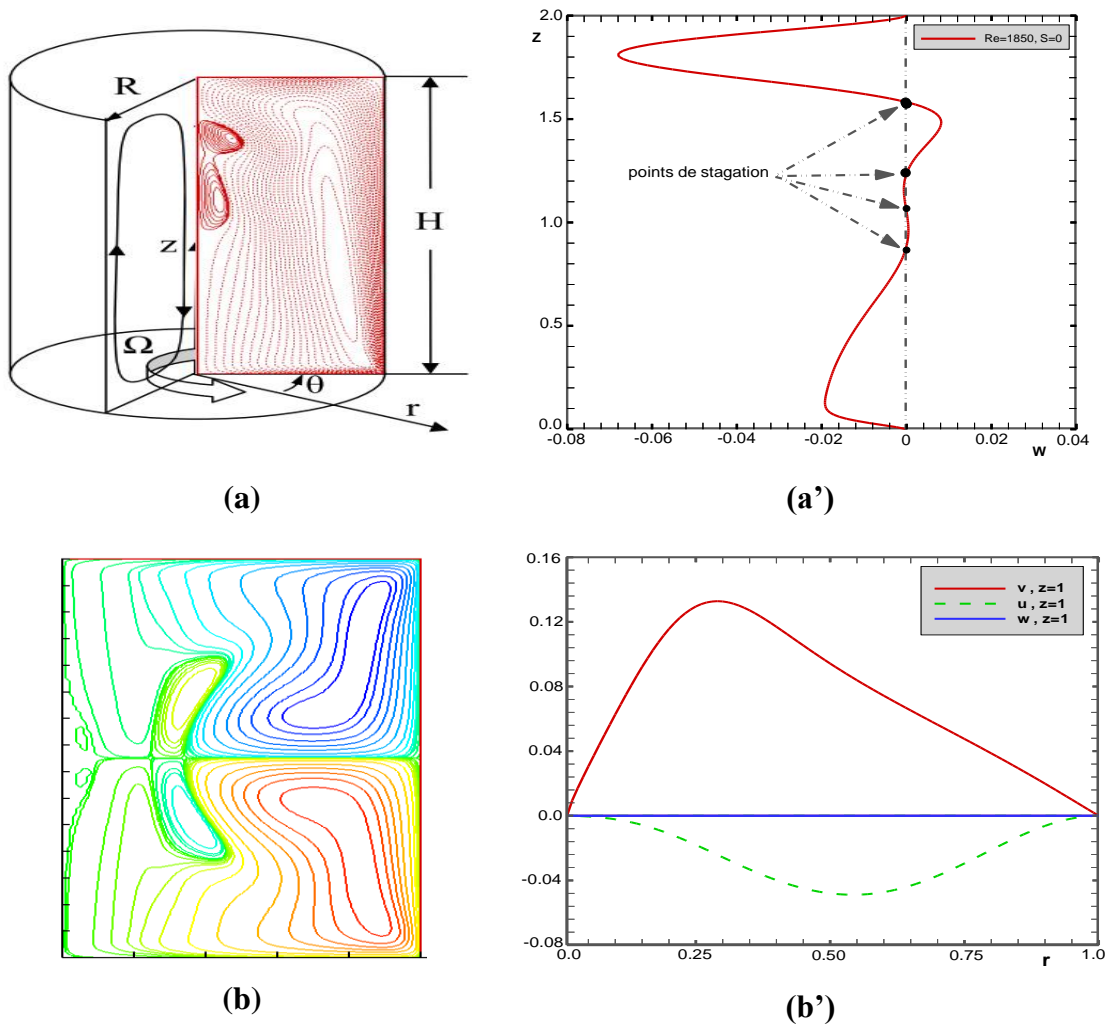 R
H
z
Ω
θ
r
(a)
z
2.0
1.5
1.0
0.5
0.0
Re=1850, S=0
points de stagation
-0.08
-0.06
-0.04
-0.02
0
0.02
0.04
w
(a’)
(b)
0.16
0.12
0.08
0.04
0.0
-0.04
-0.08
v , z=1
u , z=1
w , z=1
0.0
0.25
0.50
0.75
r
1.0
(b’)